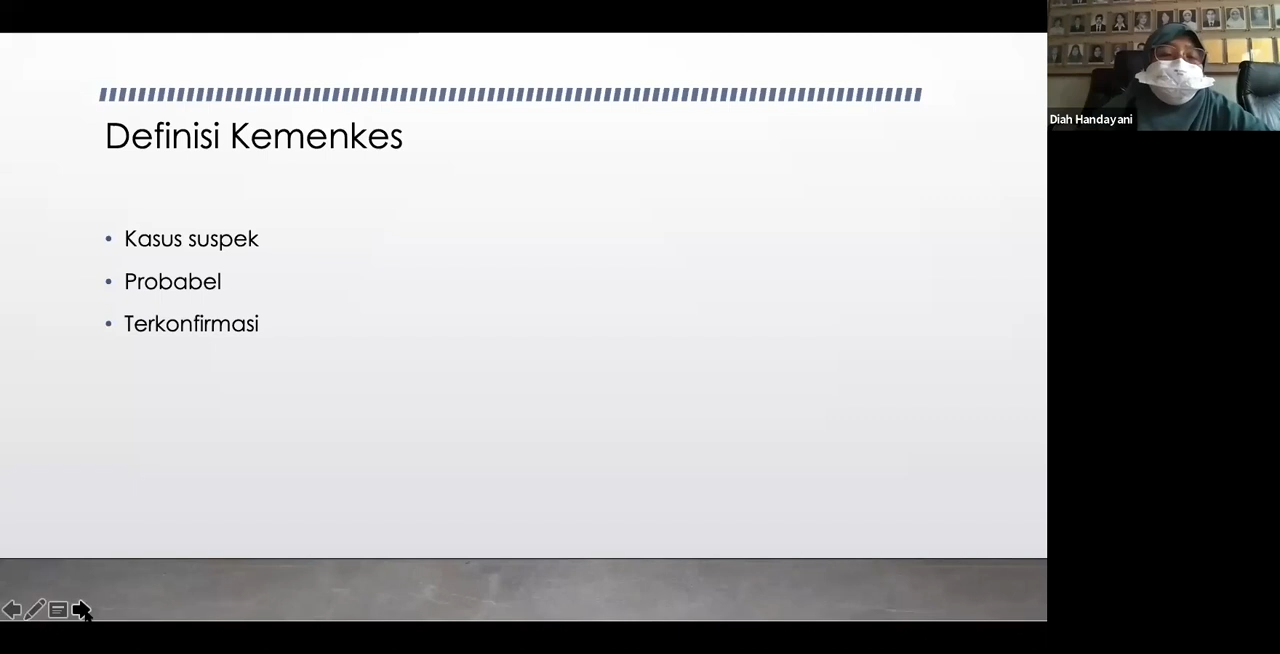 Definisi Kemenkes
• Kasus suspek
• Probabel
• Terkonfirmasi
Diah Handayani